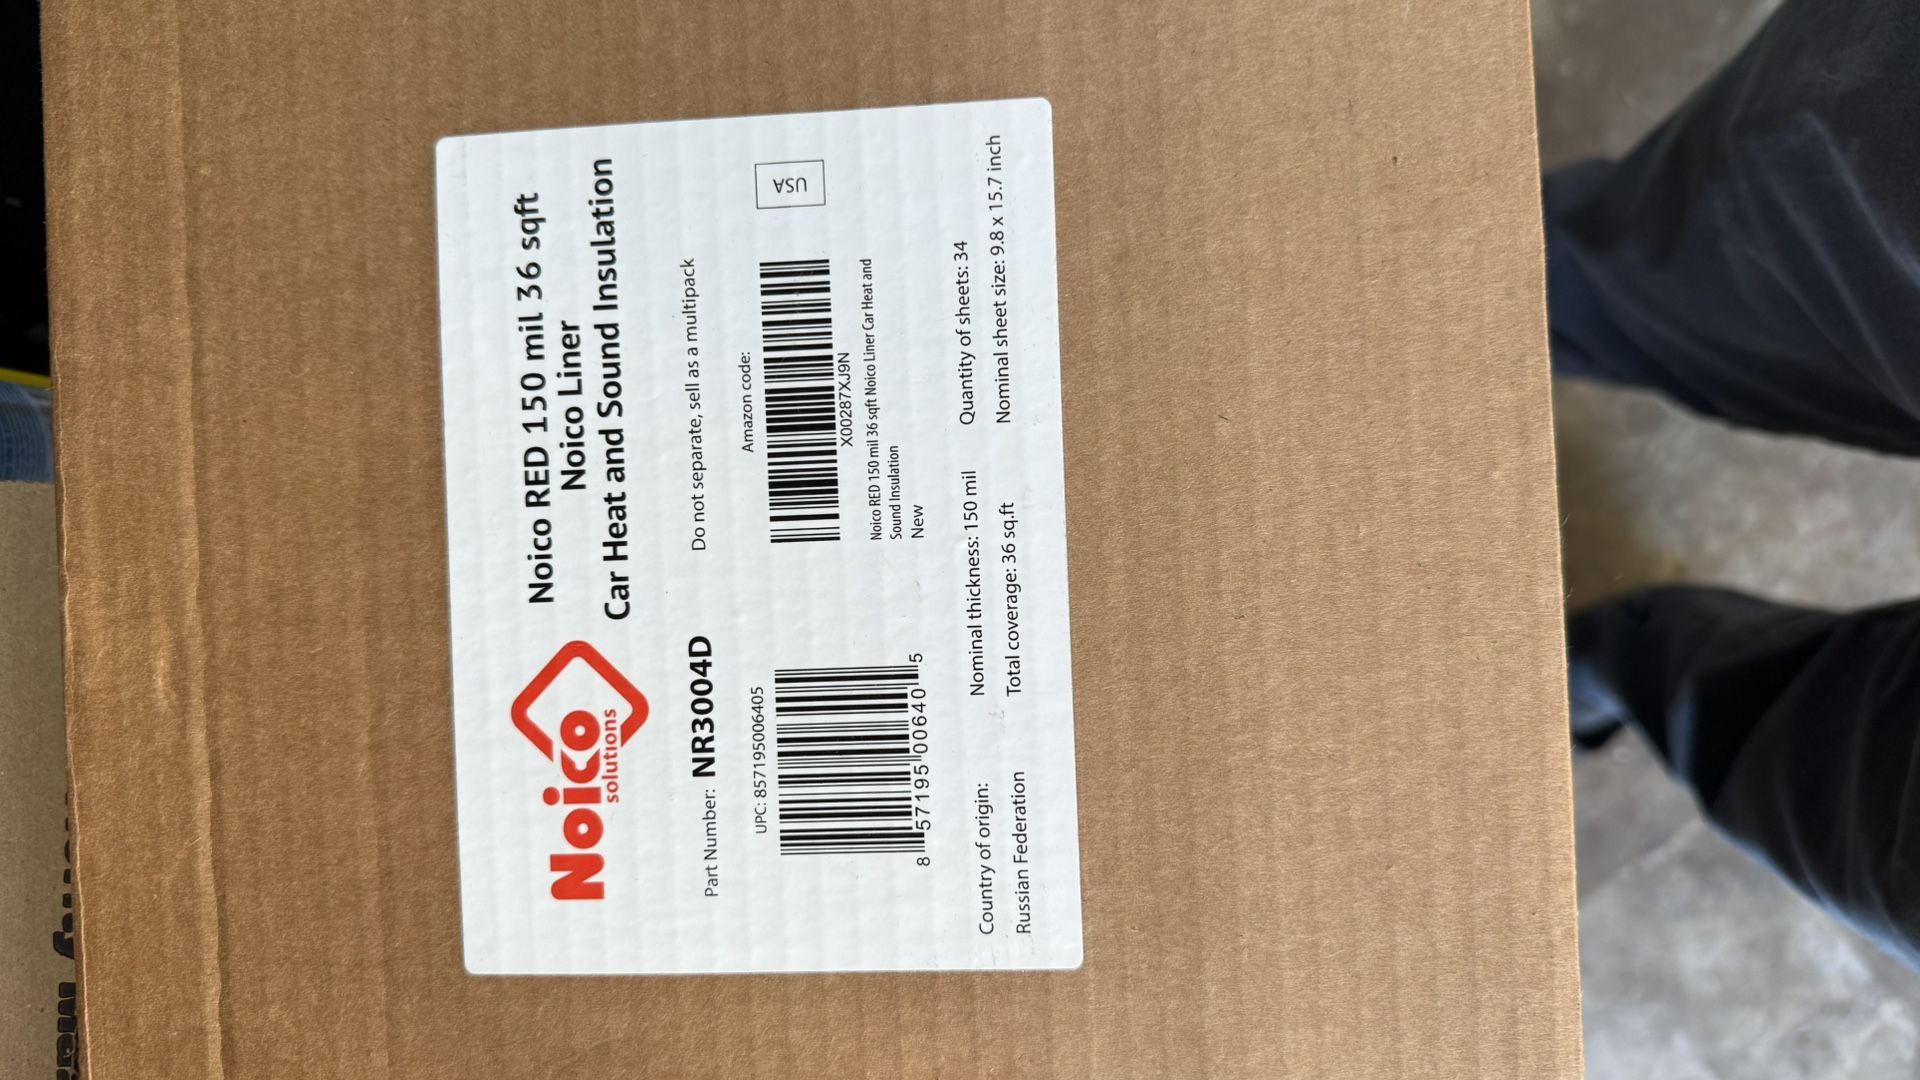 Noico
solutions
Noico RED 150 mil 36 sqft
Noico Liner
Car Heat and Sound Insulation
Part Number: NR3004D
Do not separate, sell as a multipack
UPC: 857195006405
8 57195 00640 5
Amazon code:
X00287XJ9N
Noico RED 150 mil 36 sqft Noico Liner Car Heat and
Sound Insulation
New
USA
Country of origin:
Russian Federation
Nominal thickness: 150 mil
Total coverage: 36 sq.ft
Quantity of sheets: 34
Nominal sheet size: 9.8 x 15.7 inch